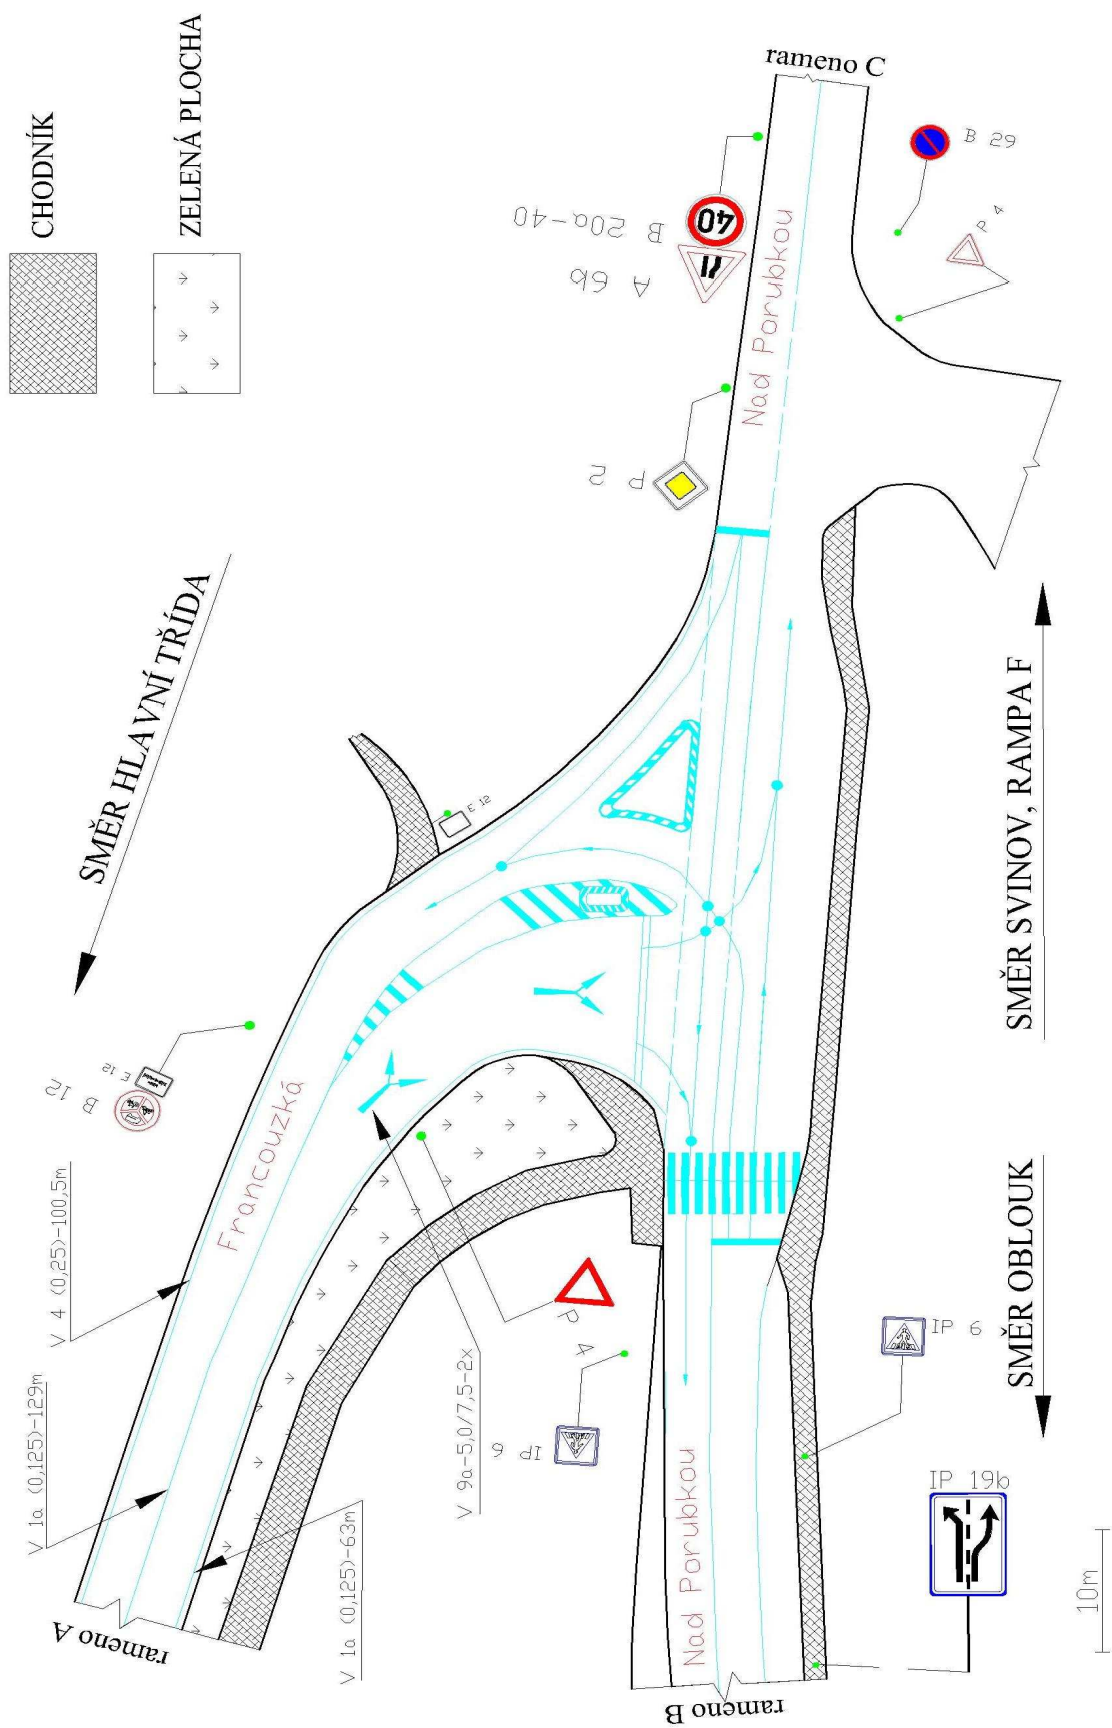 CHODNÍK
ZELENÁ PLOCHA
rameno C
B 29
P 4
B 20a-40
40
A 6b
Nad Porubkou
P 2
SMĚR HLAVNÍ TŘÍDA
E 12
SMĚR SVINOV, RAMPA F
B 12
E 12
Francouzká
V 4 (0,25)-100,5m
V 1a (0,125)-129m
V 1a (0,125)-63m
V 9a-5,0/7,5-2x
P 4
IP 6
IP 6
SMĚR OBLOUK
IP 19b
Nad Porubkou
rameno A
rameno B
10m